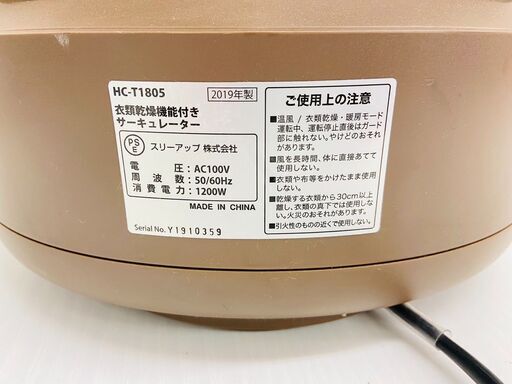 HC-T1805
2019年製
衣類乾燥機能付き
サーキュレーター
PS
E
スリーアップ 株式会社
電圧:AC100V
周波数:50/60Hz
消費電力:1200W
MADE IN CHINA
Serial No. Y1910359
ご使用上の注意
■温風 / 衣類乾燥・暖房モード
運転中、運転停止直後はガード
部に触れない。やけどのおそれ
があります。
■風を長時間、体に直接あてて
使用しない。
■衣類や布等をかけたまま使用
しない。
■乾燥する衣類から30cm以上
離し、衣類の真下では使用しな
い。火災のおそれがあります。
■引火性のもの近くで使用しない。